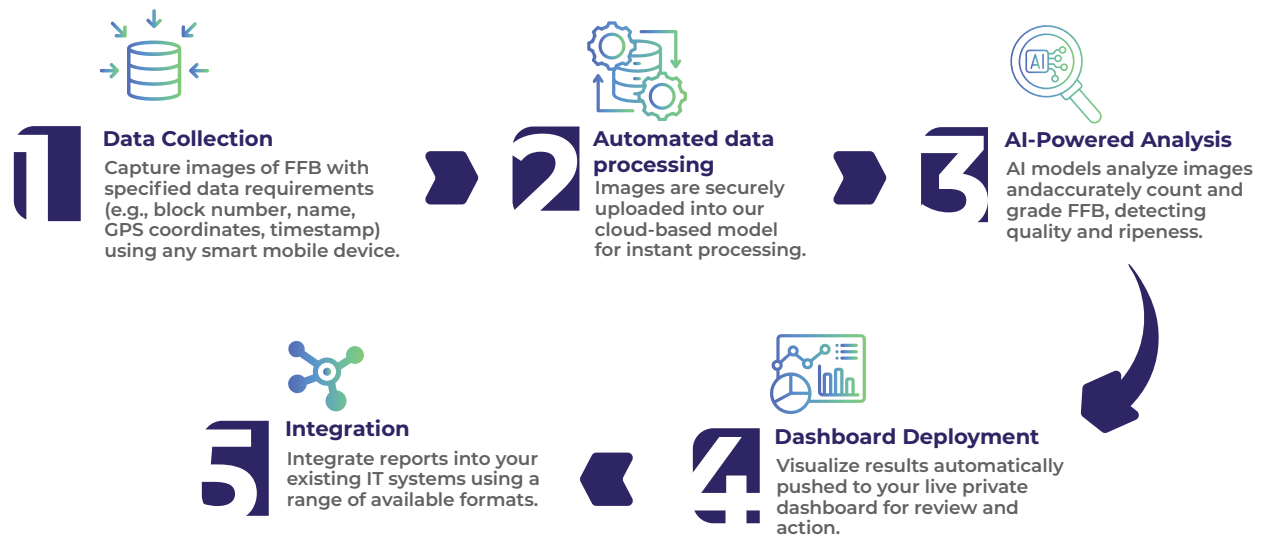 1
Data Collection
Capture images of FFB with
specified data requirements
(e.g., block number, name,
GPS coordinates, timestamp)
using any smart mobile device.
2
Automated data
processing
Images are securely
uploaded into our
cloud-based model
for instant processing.
AI
3
AI-Powered Analysis
AI models analyze images
andaccurately count and
grade FFB, detecting
quality and ripeness.
4
Dashboard Deployment
Visualize results automatically
pushed to your live private
dashboard for review and
action.
5
Integration
Integrate reports into your
existing IT systems using a
range of available formats.